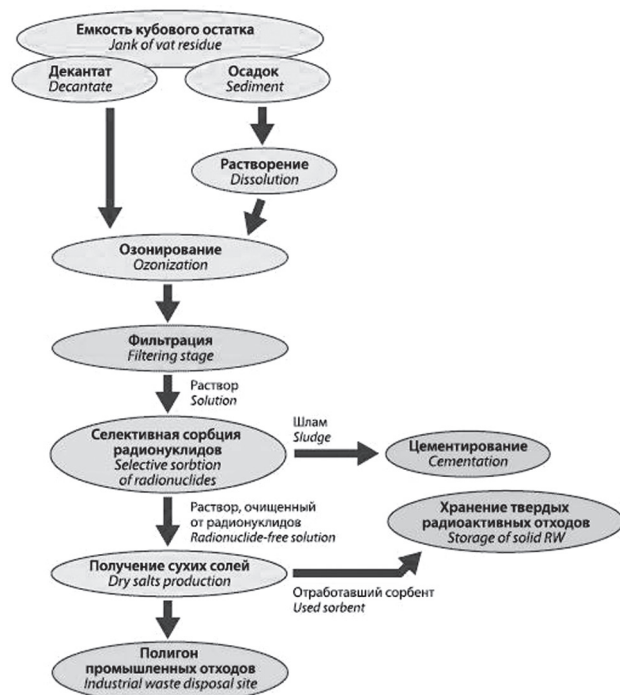 Емкость кубового остатка
Jank of vat residue
Декантат
Decantate
Осадок
Sediment
Растворение
Dissolution
Озонирование
Ozonization
Фильтрация
Filtering stage
Раствор
Solution
Селективная сорбция
радионуклидов
Selective sorbtion
of radionuclides
Шлам
Sludge
Цементирование
Cementation
Раствор, очищенный
от радионуклидов
Radionuclide-free solution
Хранение твердых
радиоактивных отходов
Storage of solid RW
Получение сухих солей
Dry salts production
Отработавший сорбент
Used sorbent
Полигон
промышленных отходов
Industrial waste disposal site